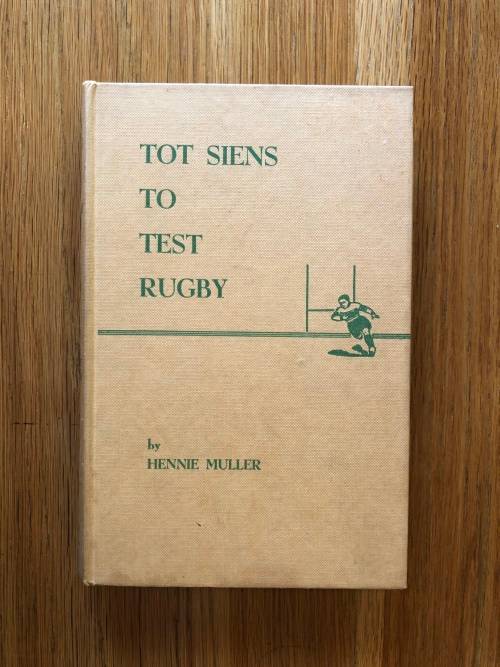 TOT SIENS
TO
TEST
RUGBY
by
HENNIE MULLER